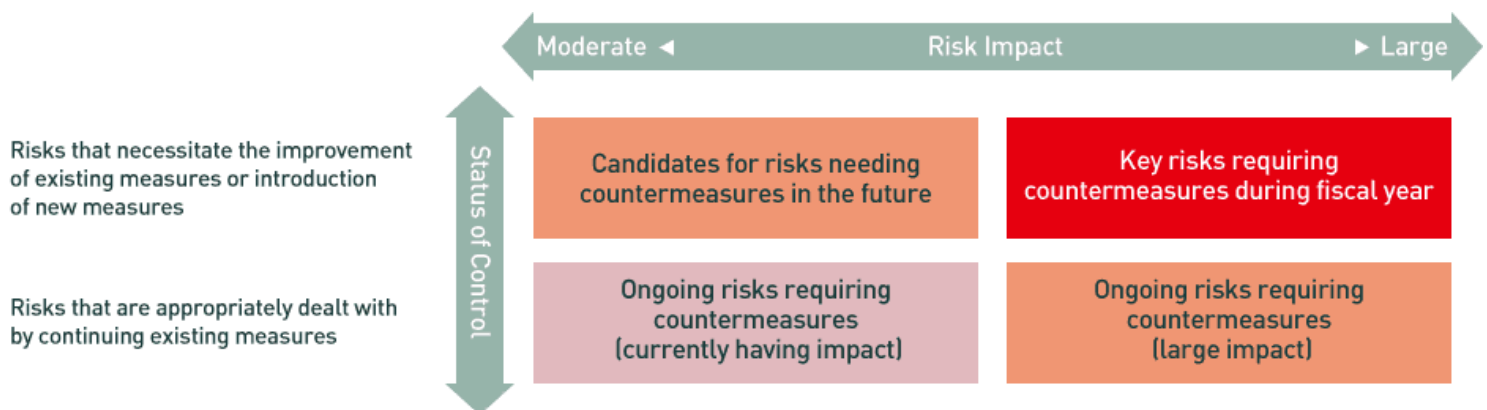 Moderate ◄ Risk Impact ► Large
Risks that necessitate the improvement
of existing measures or introduction
of new measures
Status of Control
Candidates for risks needing
countermeasures in the future
Key risks requiring
countermeasures during fiscal year
Risks that are appropriately dealt with
by continuing existing measures
Ongoing risks requiring
countermeasures
(currently having impact)
Ongoing risks requiring
countermeasures
(large impact)